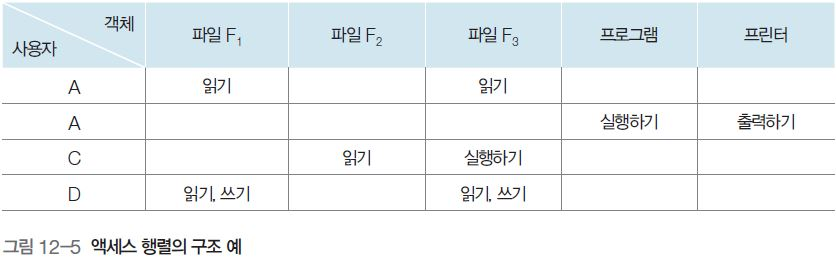 객체
사용자 파일 F1 파일 F2 파일 F3 프로그램 프린터
A 읽기 읽기
A 실행하기 출력하기
C 읽기 실행하기
D 읽기, 쓰기 읽기, 쓰기
그림 12-5 액세스 행렬의 구조 예